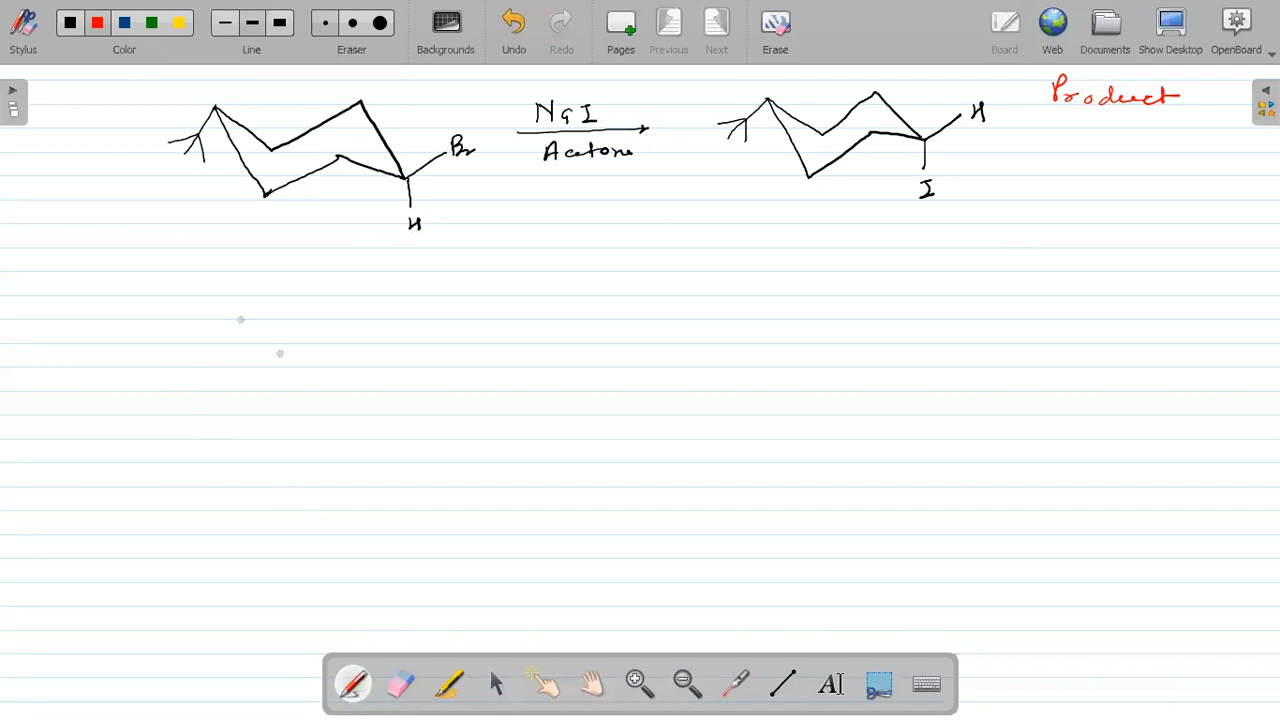 Stylus
Color
Line
Eraser
Backgrounds
Undo
Redo
Pages
Previous
Next
Erase
Board
Web
Documents
Show Desktop
OpenBoard
Product
NaI
Acetone
Br
H
H
I